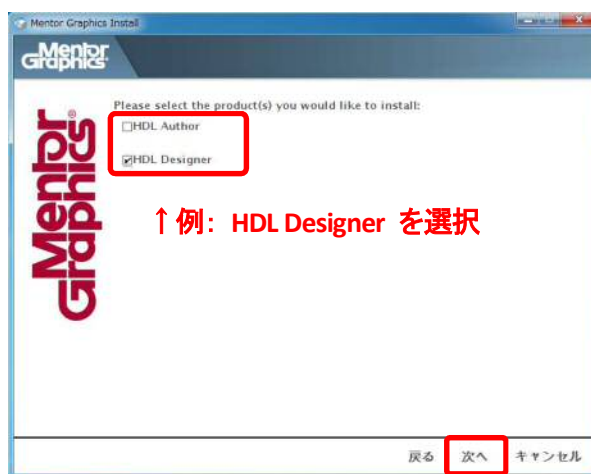 Mentor Graphics Install
Mentor
Graphics
Please select the product(s) you would like to install:
HDL Author
HDL Designer
↑例： HDL Designer を選択
Mentor
Graphics®
戻る 次へ キャンセル